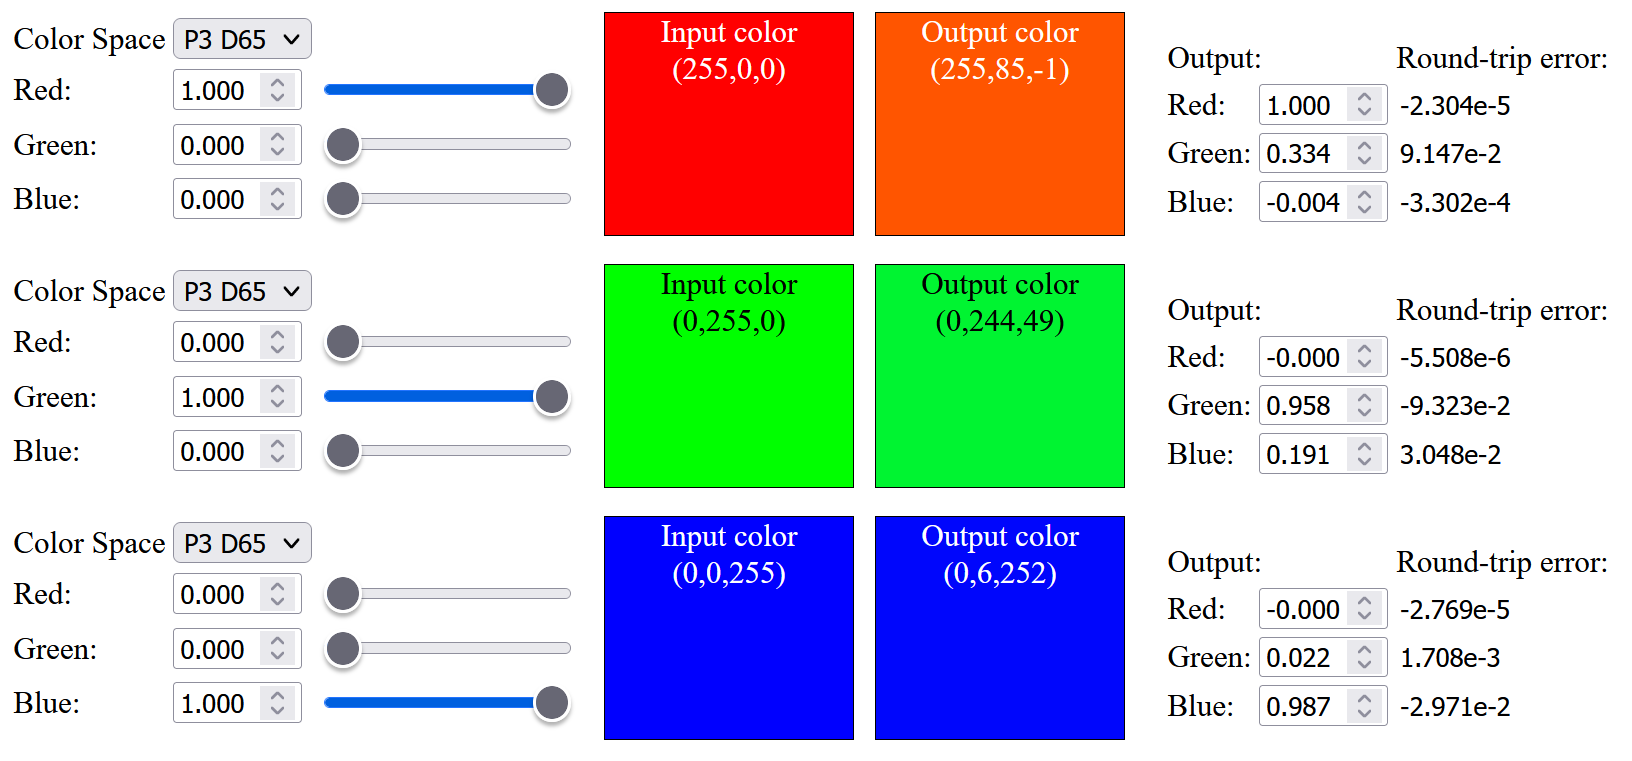 Color Space P3 D65
Red: 1.000
Green: 0.000
Blue: 0.000
Input color
(255,0,0)
Output color
(255,85,-1)
Output: Round-trip error:
Red: 1.000 -2.304e-5
Green: 0.334 9.147e-2
Blue: -0.004 -3.302e-4
Color Space P3 D65
Red: 0.000
Green: 1.000
Blue: 0.000
Input color
(0,255,0)
Output color
(0,244,49)
Output: Round-trip error:
Red: -0.000 -5.508e-6
Green: 0.958 -9.323e-2
Blue: 0.191 3.048e-2
Color Space P3 D65
Red: 0.000
Green: 0.000
Blue: 1.000
Input color
(0,0,255)
Output color
(0,6,252)
Output: Round-trip error:
Red: -0.000 -2.769e-5
Green: 0.022 1.708e-3
Blue: 0.987 -2.971e-2